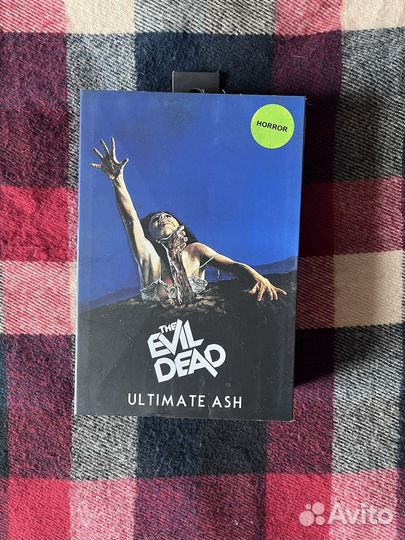 HORROR
THE
EVIL
DEAD
ULTIMATE ASH
Avito